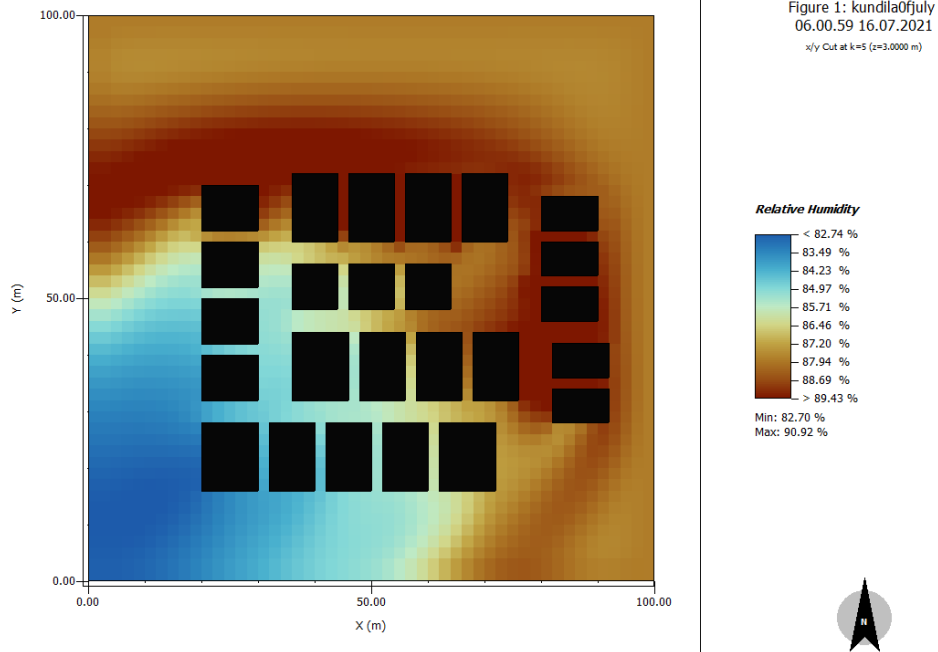 Figure 1: kundila0fjuly
06.00.59 16.07.2021
x/y Cut at k=5 (z=3.0000 m)
100.00
50.00
0.00
Y (m)
0.00
50.00
100.00
X (m)
Relative Humidity
< 82.74 %
83.49 %
84.23 %
84.97 %
85.71 %
86.46 %
87.20 %
87.94 %
88.69 %
> 89.43 %
Min: 82.70 %
Max: 90.92 %
N